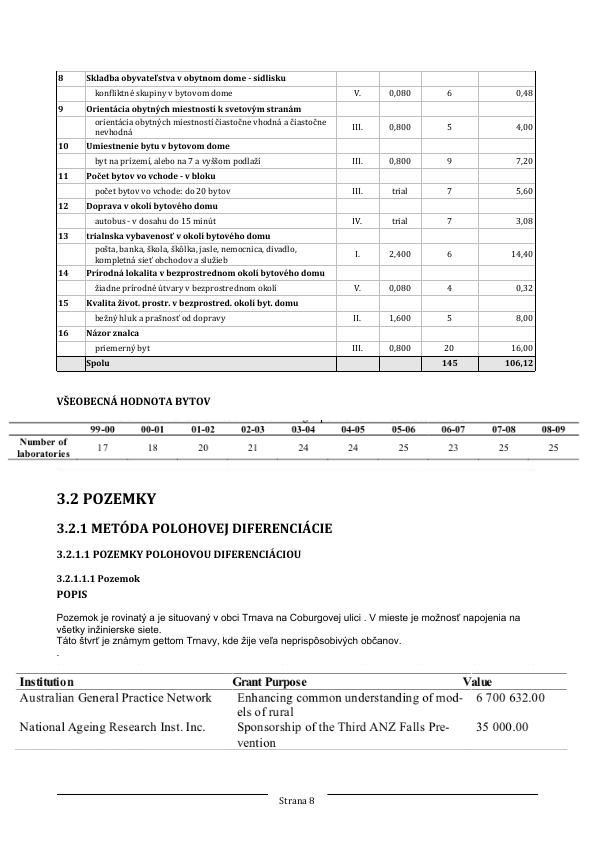 8 Skladba obyvateľstva v obytnom dome - sídlisku
konfliktné skupiny v bytovom dome V. 0,080 6 0,48
9 Orientácia obytných miestností k svetovým stranám
orientácia obytných miestností čiastočne vhodná a čiastočne
nevhodná III. 0,800 5 4,00
10 Umiestnenie bytu v bytovom dome
byt na prízemí, alebo na 7 a vyššom podlaží III. 0,800 9 7,20
11 Počet bytov vo vchode - v bloku
počet bytov vo vchode: do 20 bytov III. trial 7 5,60
12 Doprava v okolí bytového domu
autobus - v dosahu do 15 minút IV. trial 7 3,08
13 trialnska vybavenosť v okolí bytového domu
pošta, banka, škola, škôlka, jasle, nemocnica, divadlo,
kompletná sieť obchodov a služieb I. 2,400 6 14,40
14 Prírodná lokalita v bezprostrednom okolí bytového domu
žiadne prírodné útvary v bezprostrednom okolí V. 0,080 4 0,32
15 Kvalita život. prostr. v bezprostred. okolí byt. domu
bežný hluk a prašnosť od dopravy II. 1,600 5 8,00
16 Názor znalca
priemerný byt III. 0,800 20 16,00
Spolu 145 106,12
VŠEOBECNÁ HODNOTA BYTOV
99-00 00-01 01-02 02-03 03-04 04-05 05-06 06-07 07-08 08-09
Number of
laboratories 17 18 20 21 24 24 25 23 25 25
3.2 POZEMKY
3.2.1 METÓDA POLOHOVEJ DIFERENCIÁCIE
3.2.1.1 POZEMKY POLOHOVOU DIFERENCIÁCIOU
3.2.1.1.1 Pozemok
POPIS
Pozemok je rovinatý a je situovaný v obci Trnava na Coburgovej ulici . V mieste je možnosť napojenia na
všetky inžinierske siete.
Táto štvrť je známym gettom Trnavy, kde žije veľa neprispôsobivých občanov.
.
Institution Grant Purpose Value
Australian General Practice Network Enhancing common understanding of mod- 6 700 632.00
els of rural
National Ageing Research Inst. Inc. Sponsorship of the Third ANZ Falls Pre- 35 000.00
vention
Strana 8